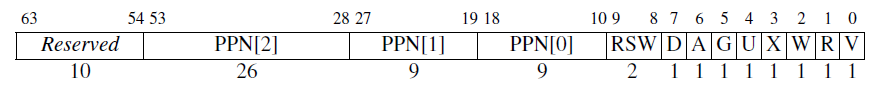 63 54 53 28 27 19 18 10 9 8 7 6 5 4 3 2 1 0
Reserved PPN[2] PPN[1] PPN[0] RSW D A G U X W R V
10 26 9 9 2 1 1 1 1 1 1 1 1